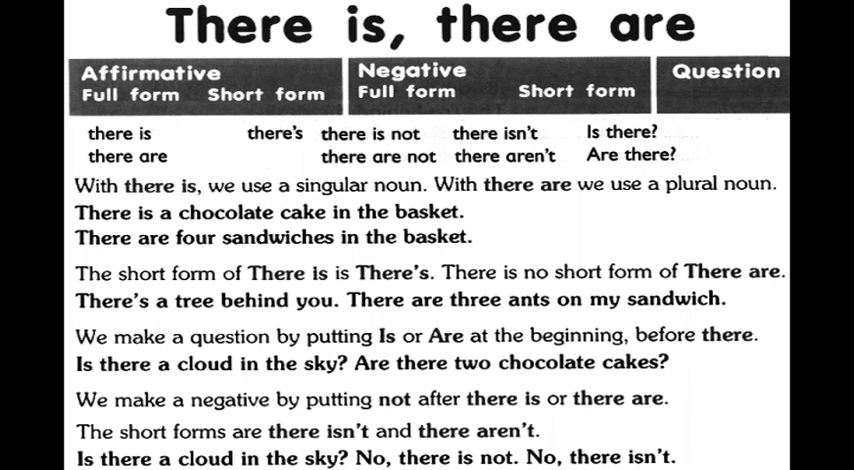 There is, there are
Affirmative Negative Question
Full form Short form Full form Short form
there is there's there is not there isn't Is there?
there are there are not there aren't Are there?
With there is, we use a singular noun. With there are we use a plural noun.
There is a chocolate cake in the basket.
There are four sandwiches in the basket.
The short form of There is is There's. There is no short form of There are.
There's a tree behind you. There are three ants on my sandwich.
We make a question by putting Is or Are at the beginning, before there.
Is there a cloud in the sky? Are there two chocolate cakes?
We make a negative by putting not after there is or there are.
The short forms are there isn't and there aren't.
Is there a cloud in the sky? No, there is not. No, there isn't.